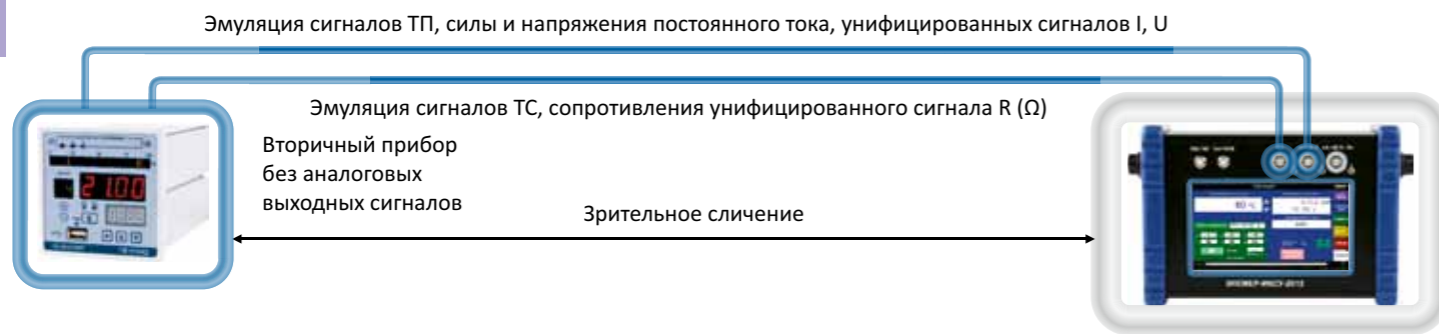 Эмуляция сигналов ТП, силы и напряжения постоянного тока, унифицированных сигналов I, U
Эмуляция сигналов ТС, сопротивления унифицированного сигнала R (Ω)
Вторичный прибор
без аналоговых
выходных сигналов
Зрительное сличение
21.00